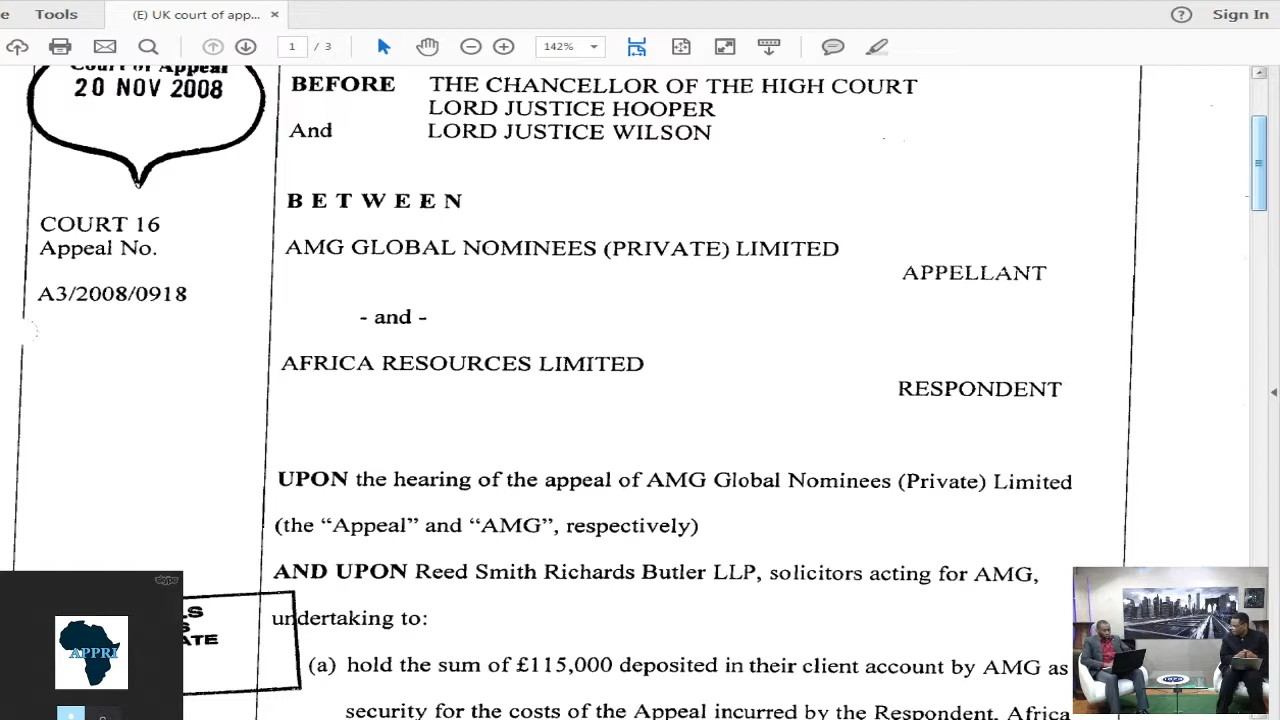 Tools
(E) UK court of app... ×
? Sign In
1 / 3
142%
Court of Appeal
20 NOV 2008
BEFORE THE CHANCELLOR OF THE HIGH COURT
LORD JUSTICE HOOPER
And LORD JUSTICE WILSON
B E T W E E N
COURT 16
Appeal No.
A3/2008/0918
AMG GLOBAL NOMINEES (PRIVATE) LIMITED
APPELLANT
- and -
AFRICA RESOURCES LIMITED
RESPONDENT
UPON the hearing of the appeal of AMG Global Nominees (Private) Limited
(the “Appeal” and “AMG”, respectively)
AND UPON Reed Smith Richards Butler LLP, solicitors acting for AMG,
undertaking to:
(a) hold the sum of £115,000 deposited in their client account by AMG as
security for the costs of the Appeal incurred by the Respondent, Africa
skype
APPRI